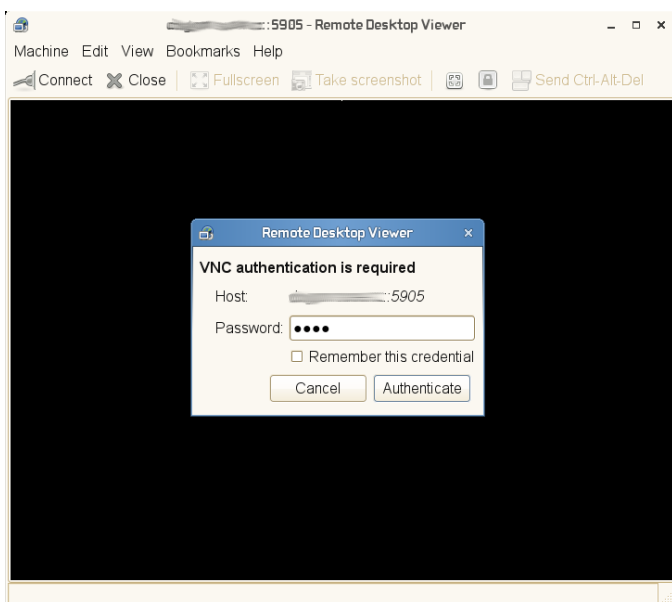 ::5905 - Remote Desktop Viewer
Machine Edit View Bookmarks Help
Connect Close Fullscreen Take screenshot Send Ctrl-Alt-Del
Remote Desktop Viewer
VNC authentication is required
Host: ::5905
Password: ●●●●
Remember this credential
Cancel Authenticate